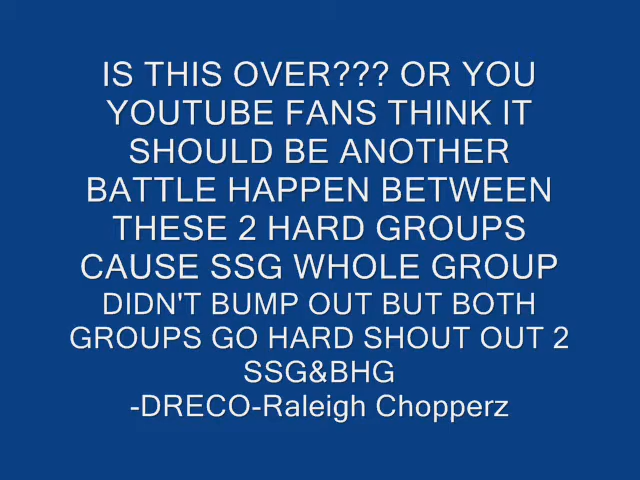 IS THIS OVER??? OR YOU
YOUTUBE FANS THINK IT
SHOULD BE ANOTHER
BATTLE HAPPEN BETWEEN
THESE 2 HARD GROUPS
CAUSE SSG WHOLE GROUP
DIDN'T BUMP OUT BUT BOTH
GROUPS GO HARD SHOUT OUT 2
SSG&BHG
-DRECO-Raleigh Chopperz